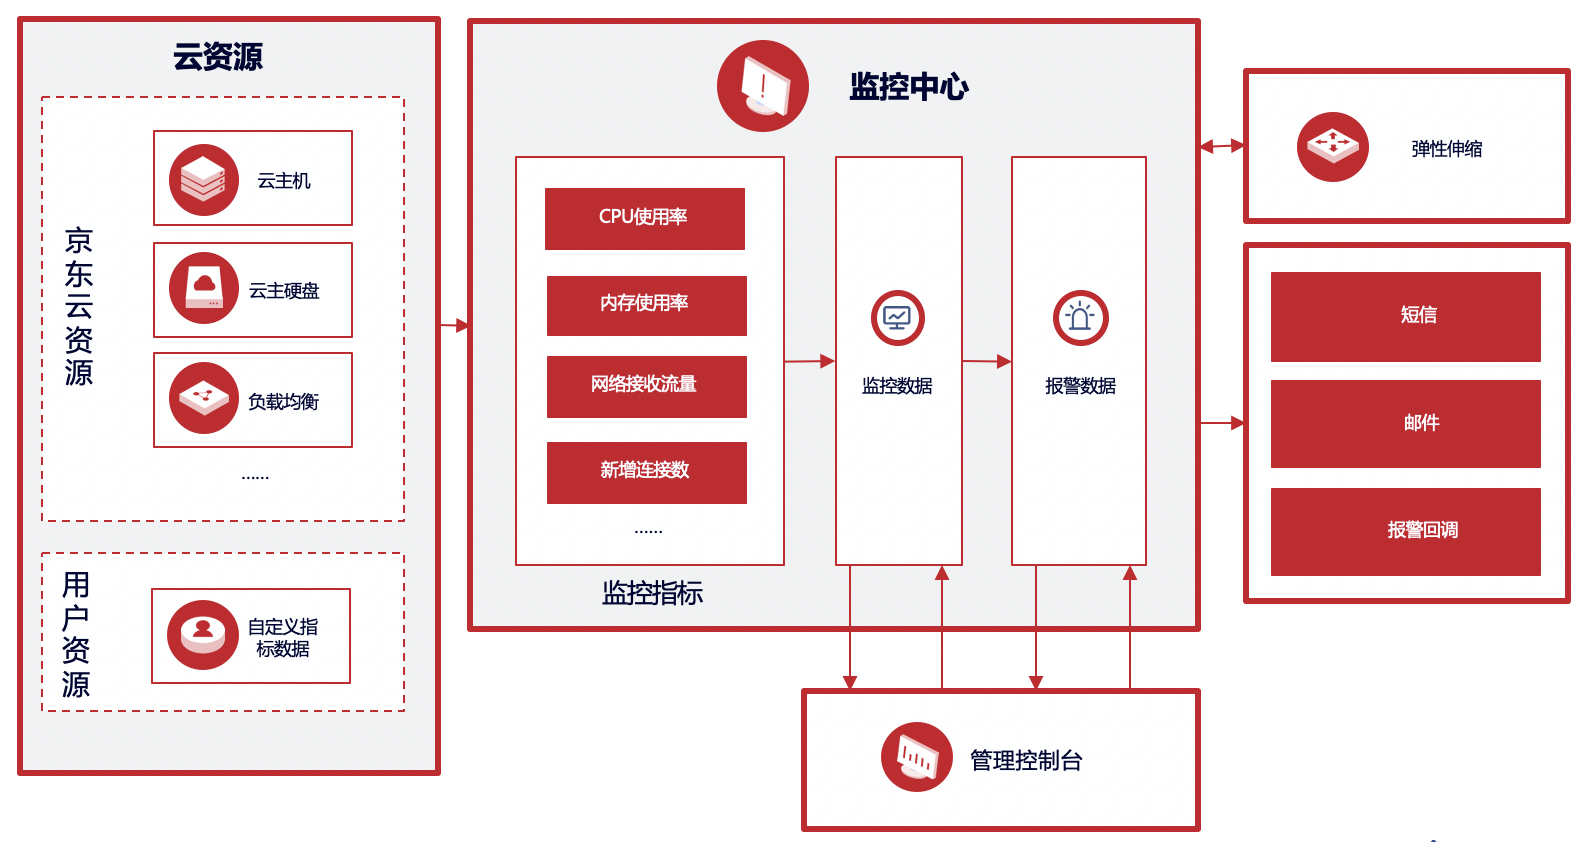 云资源
京东云资源
云主机
云主硬盘
负载均衡
......
用户资源
自定义指
标数据
监控中心
CPU使用率
内存使用率
网络接收流量
新增连接数
......
监控指标
监控数据
报警数据
管理控制台
弹性伸缩
短信
邮件
报警回调